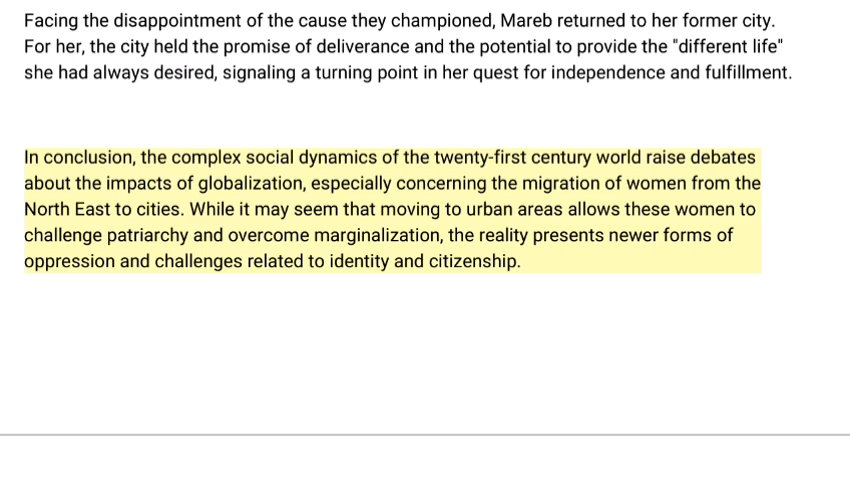 Facing the disappointment of the cause they championed, Mareb returned to her former city.
For her, the city held the promise of deliverance and the potential to provide the "different life"
she had always desired, signaling a turning point in her quest for independence and fulfillment.
In conclusion, the complex social dynamics of the twenty-first century world raise debates
about the impacts of globalization, especially concerning the migration of women from the
North East to cities. While it may seem that moving to urban areas allows these women to
challenge patriarchy and overcome marginalization, the reality presents newer forms of
oppression and challenges related to identity and citizenship.